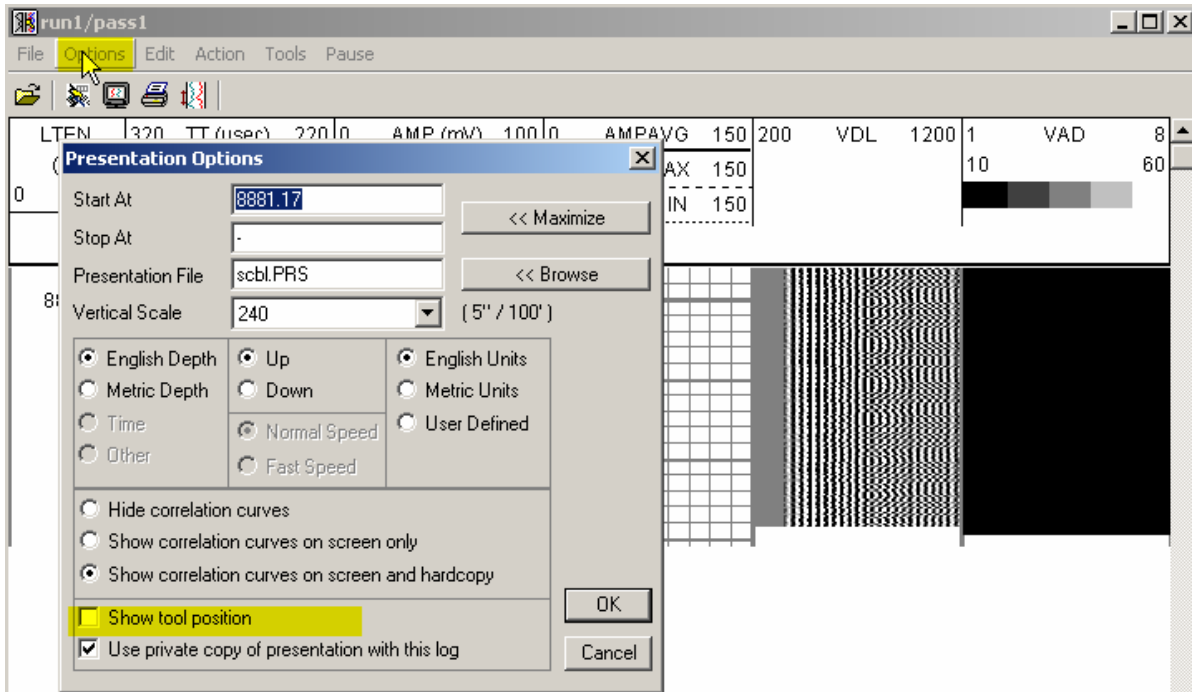 run1/pass1
File Options Edit Action Tools Pause
LTEN 320 TT (usec) 220 0 AMP (mV) 100 0 AMPAVG 150 200 VDL 1200 1 VAD 8
( AX 150 10 60
0 IN 150
Presentation Options
Start At 8881.17 << Maximize
Stop At -
Presentation File scbl.PRS << Browse
Vertical Scale 240 ( 5" / 100' )
English Depth Up English Units
Metric Depth Down Metric Units
Time Normal Speed User Defined
Other Fast Speed
Hide correlation curves
Show correlation curves on screen only
Show correlation curves on screen and hardcopy
Show tool position OK
Use private copy of presentation with this log Cancel